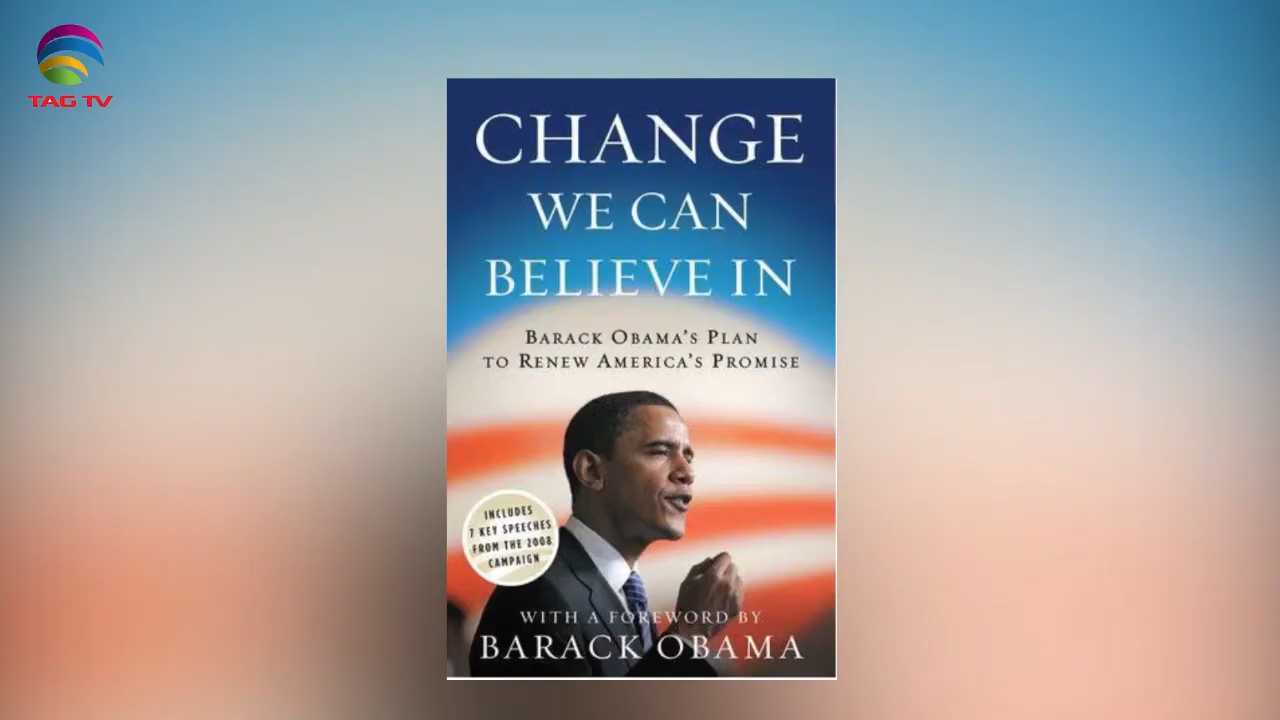 TAG TV
CHANGE
WE CAN
BELIEVE IN
BARACK OBAMA'S PLAN
TO RENEW AMERICA'S PROMISE
INCLUDES
7 KEY SPEECHES
FROM THE 2008
CAMPAIGN
WITH A FOREWORD BY
BARACK OBAMA